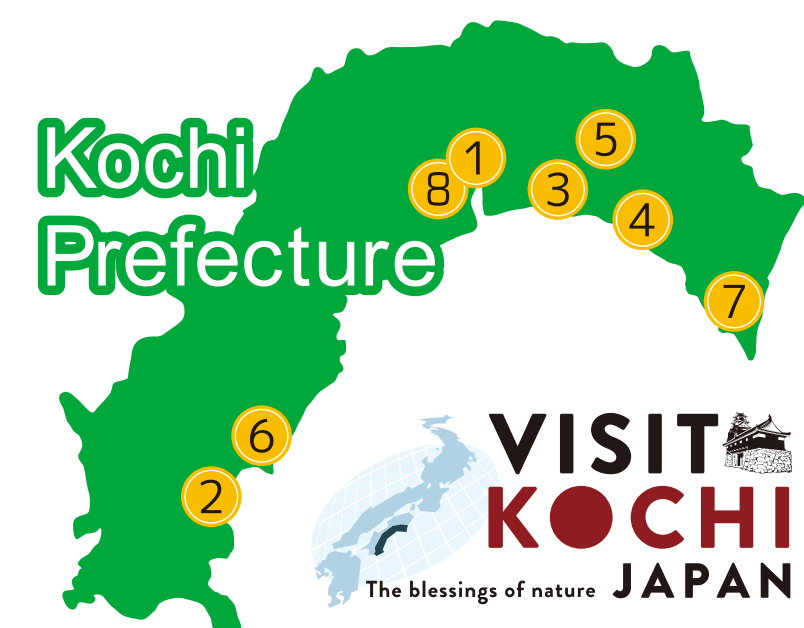 Kochi
Prefecture
5
1
8
3
4
7
6
2
VISIT
KOCHI
The blessings of nature JAPAN